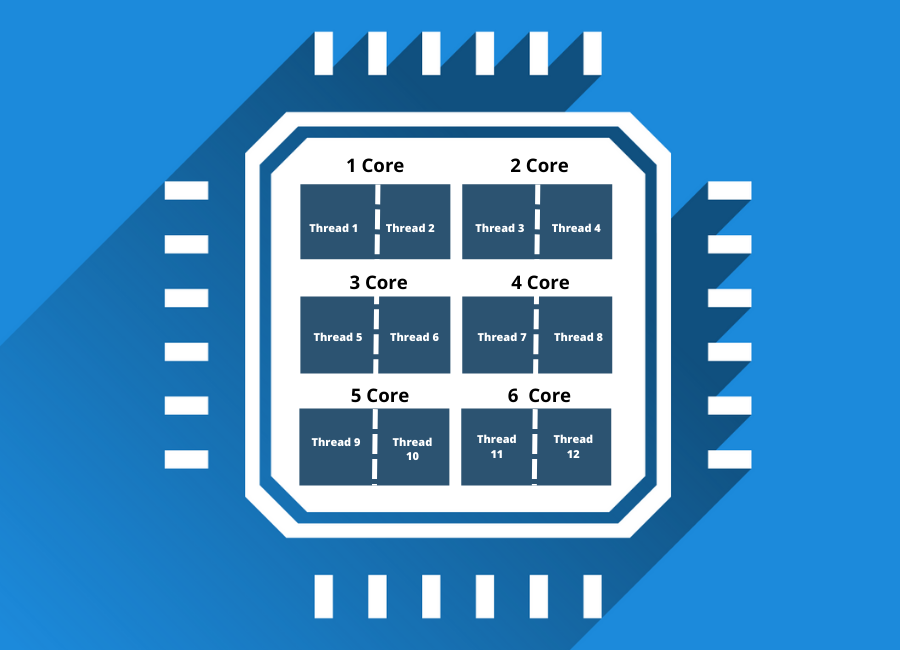 1 Core
2 Core
Thread 1
Thread 2
Thread 3
Thread 4
3 Core
4 Core
Thread 5
Thread 6
Thread 7
Thread 8
5 Core
6  Core
Thread 9
Thread
10
Thread
11
Thread
12